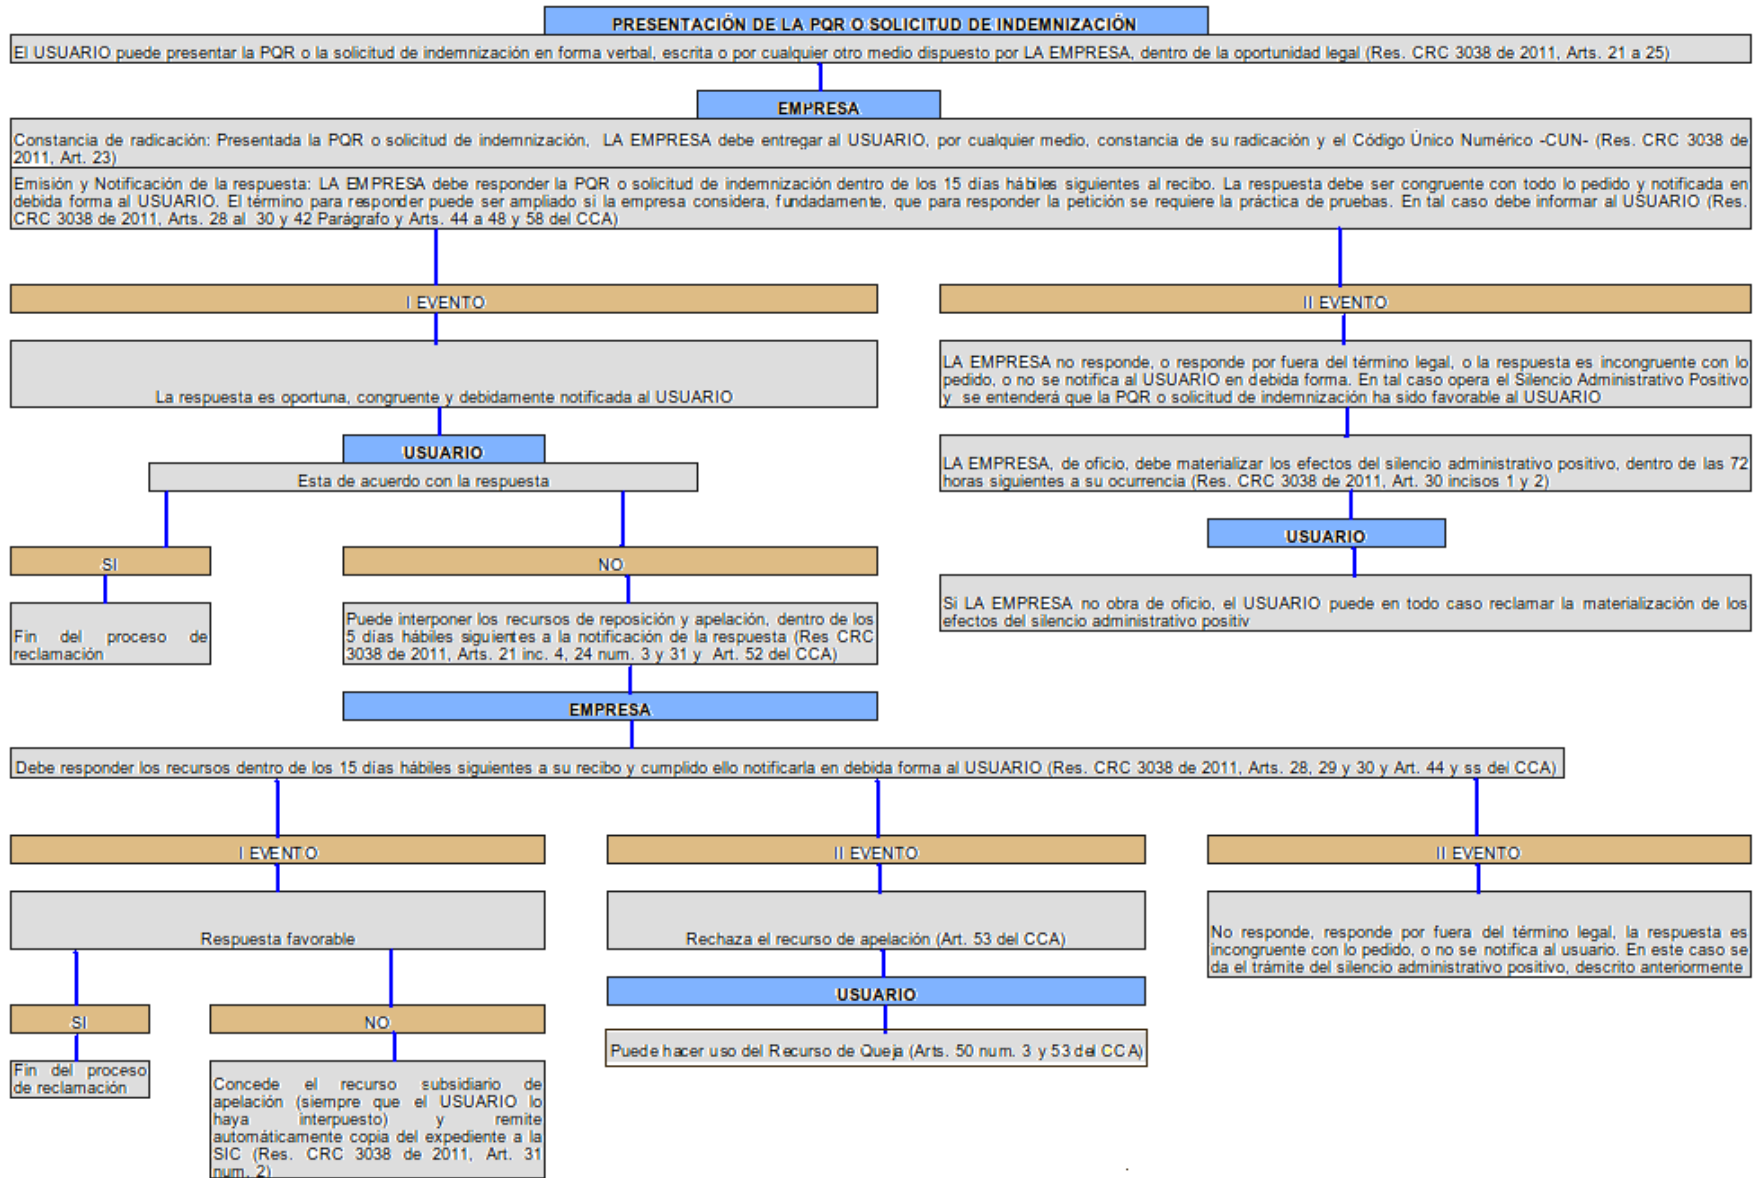 PRESENTACIÓN DE LA PQR O SOLICITUD DE INDEMNIZACIÓN
El USUARIO puede presentar la PQR o la solicitud de indemnización en forma verbal, escrita o por cualquier otro medio dispuesto por LA EMPRESA, dentro de la oportunidad legal (Res. CRC 3038 de 2011, Arts. 21 a 25)
EMPRESA
Constancia de radicación: Presentada la PQR o solicitud de indemnización, LA EMPRESA debe entregar al USUARIO, por cualquier medio, constancia de su radicación y el Código Único Numérico -CUN- (Res. CRC 3038 de
2011, Art. 23)
Emisión y Notificación de la respuesta: LA EMPRESA debe responder la PQR o solicitud de indemnización dentro de los 15 días hábiles siguientes al recibo. La respuesta debe ser congruente con todo lo pedido y notificada en
debida forma al USUARIO. El término para responder puede ser ampliado si la empresa considera, fundadamente, que para responder la petición se requiere la práctica de pruebas. En tal caso debe informar al USUARIO (Res.
CRC 3038 de 2011, Arts. 28 al 30 y 42 Parágrafo y Arts. 44 a 48 y 58 del CCA)
I EVENTO
La respuesta es oportuna, congruente y debidamente notificada al USUARIO
USUARIO
Esta de acuerdo con la respuesta
SI
Fin del proceso de
reclamación
NO
Puede interponer los recursos de reposición y apelación, dentro de los
5 días hábiles siguientes a la notificación de la respuesta (Res CRC
3038 de 2011, Arts. 21 inc. 4, 24 num. 3 y 31 y Art. 52 del CCA)
II EVENTO
LA EMPRESA no responde, o responde por fuera del término legal, o la respuesta es incongruente con lo
pedido, o no se notifica al USUARIO en debida forma. En tal caso opera el Silencio Administrativo Positivo
y se entenderá que la PQR o solicitud de indemnización ha sido favorable al USUARIO
LA EMPRESA, de oficio, debe materializar los efectos del silencio administrativo positivo, dentro de las 72
horas siguientes a su ocurrencia (Res. CRC 3038 de 2011, Art. 30 incisos 1 y 2)
USUARIO
Si LA EMPRESA no obra de oficio, el USUARIO puede en todo caso reclamar la materialización de los
efectos del silencio administrativo positiv
EMPRESA
Debe responder los recursos dentro de los 15 días hábiles siguientes a su recibo y cumplido ello notificarla en debida forma al USUARIO (Res. CRC 3038 de 2011, Arts. 28, 29 y 30 y Art. 44 y ss del CCA)
I EVENTO
Respuesta favorable
SI
Fin del proceso
de reclamación
NO
Concede el recurso subsidiario de
apelación (siempre que el USUARIO lo
haya interpuesto) y remite
automáticamente copia del expediente a la
SIC (Res. CRC 3038 de 2011, Art. 31
num. 2)
II EVENTO
Rechaza el recurso de apelación (Art. 53 del CCA)
USUARIO
Puede hacer uso del Recurso de Queja (Arts. 50 num. 3 y 53 del CCA)
II EVENTO
No responde, responde por fuera del término legal, la respuesta es
incongruente con lo pedido, o no se notifica al usuario. En este caso se
da el trámite del silencio administrativo positivo, descrito anteriormente